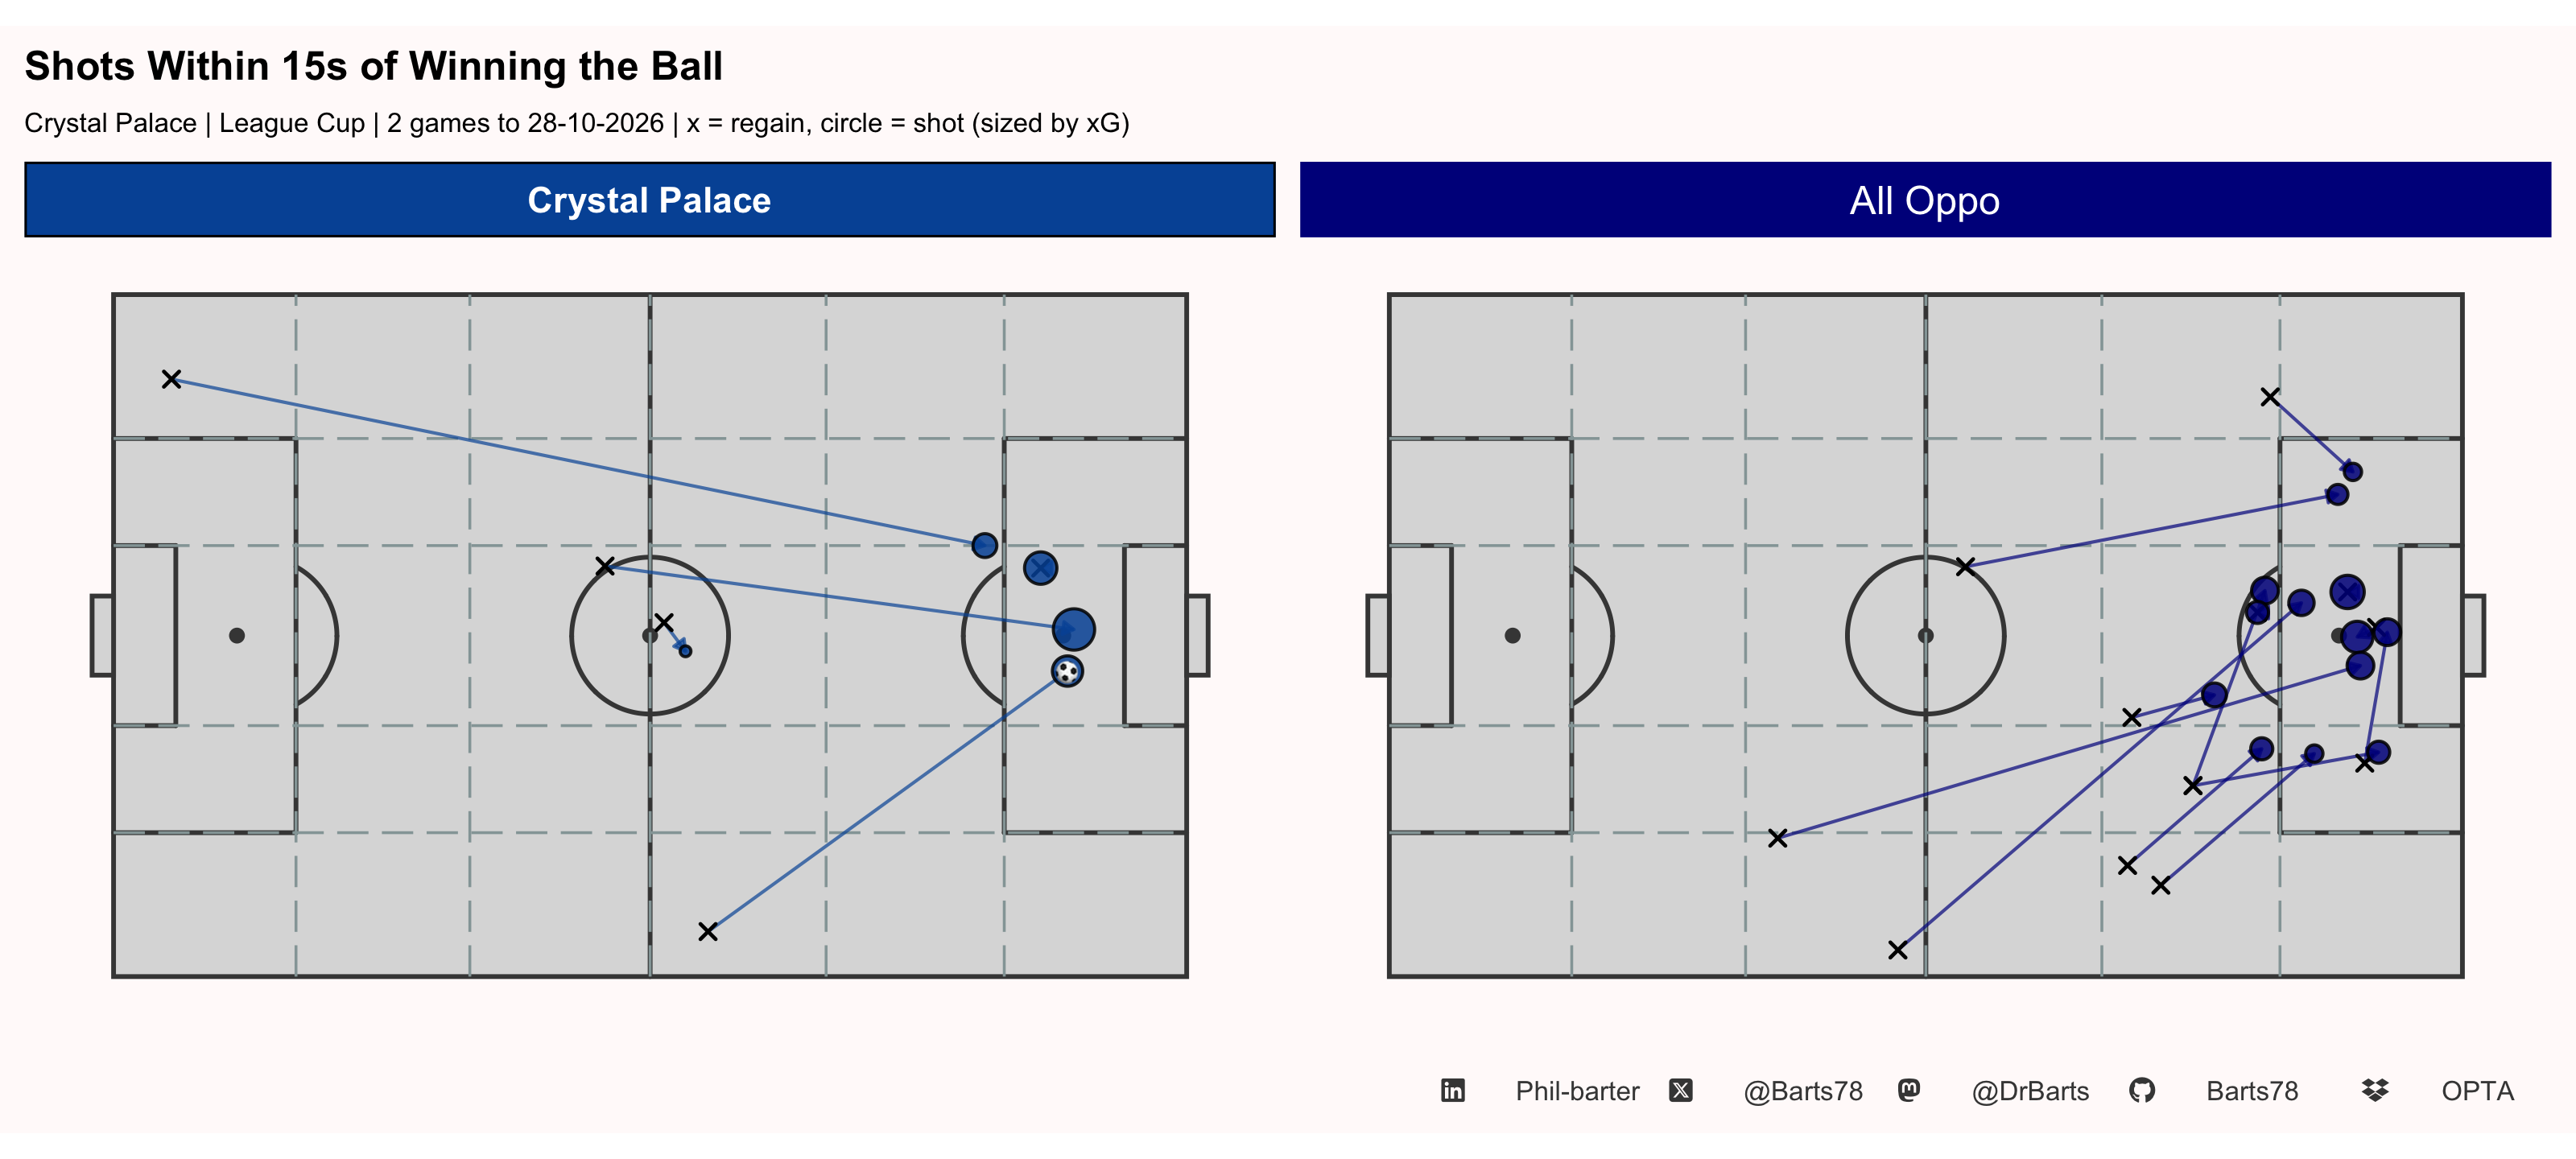 Shots Within 15s of Winning the Ball
Crystal Palace | League Cup | 2 games to 28-10-2026 | x = regain, circle = shot (sized by xG)
Crystal Palace
All Oppo
Phil-barter @Barts78 @DrBarts Barts78 OPTA